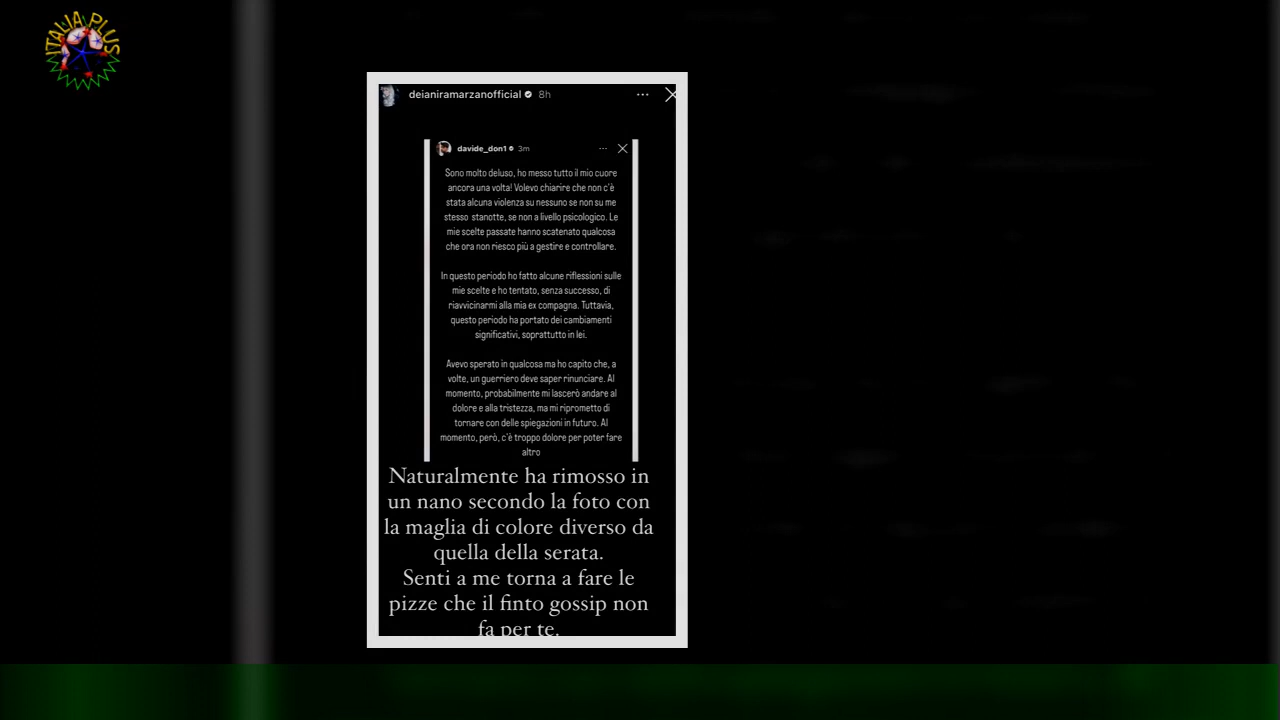 ITALIA PLUS
deianiramarzanofficial 8h
davide_don1 3m
Sono molto deluso, ho messo tutto il mio cuore
ancora una volta! Volevo chiarire che non c'è
stata alcuna violenza su nessuno se non su me
stesso stanotte, se non a livello psicologico. Le
mie scelte passate hanno scatenato qualcosa
che ora non riesco più a gestire e controllare.
In questo periodo ho fatto alcune riflessioni sulle
mie scelte e ho tentato, senza successo, di
riavvicinarmi alla mia ex compagna. Tuttavia,
questo periodo ha portato dei cambiamenti
significativi, soprattutto in lei.
Avevo sperato in qualcosa ma ho capito che, a
volte, un guerriero deve saper rinunciare. Al
momento, probabilmente mi lascerò andare al
dolore e alla tristezza, ma mi riprometto di
tornare con delle spiegazioni in futuro. Al
momento, però, c'è troppo dolore per poter fare
altro
Naturalmente ha rimosso in
un nano secondo la foto con
la maglia di colore diverso da
quella della serata.
Senti a me torna a fare le
pizze che il finto gossip non
fa per te.